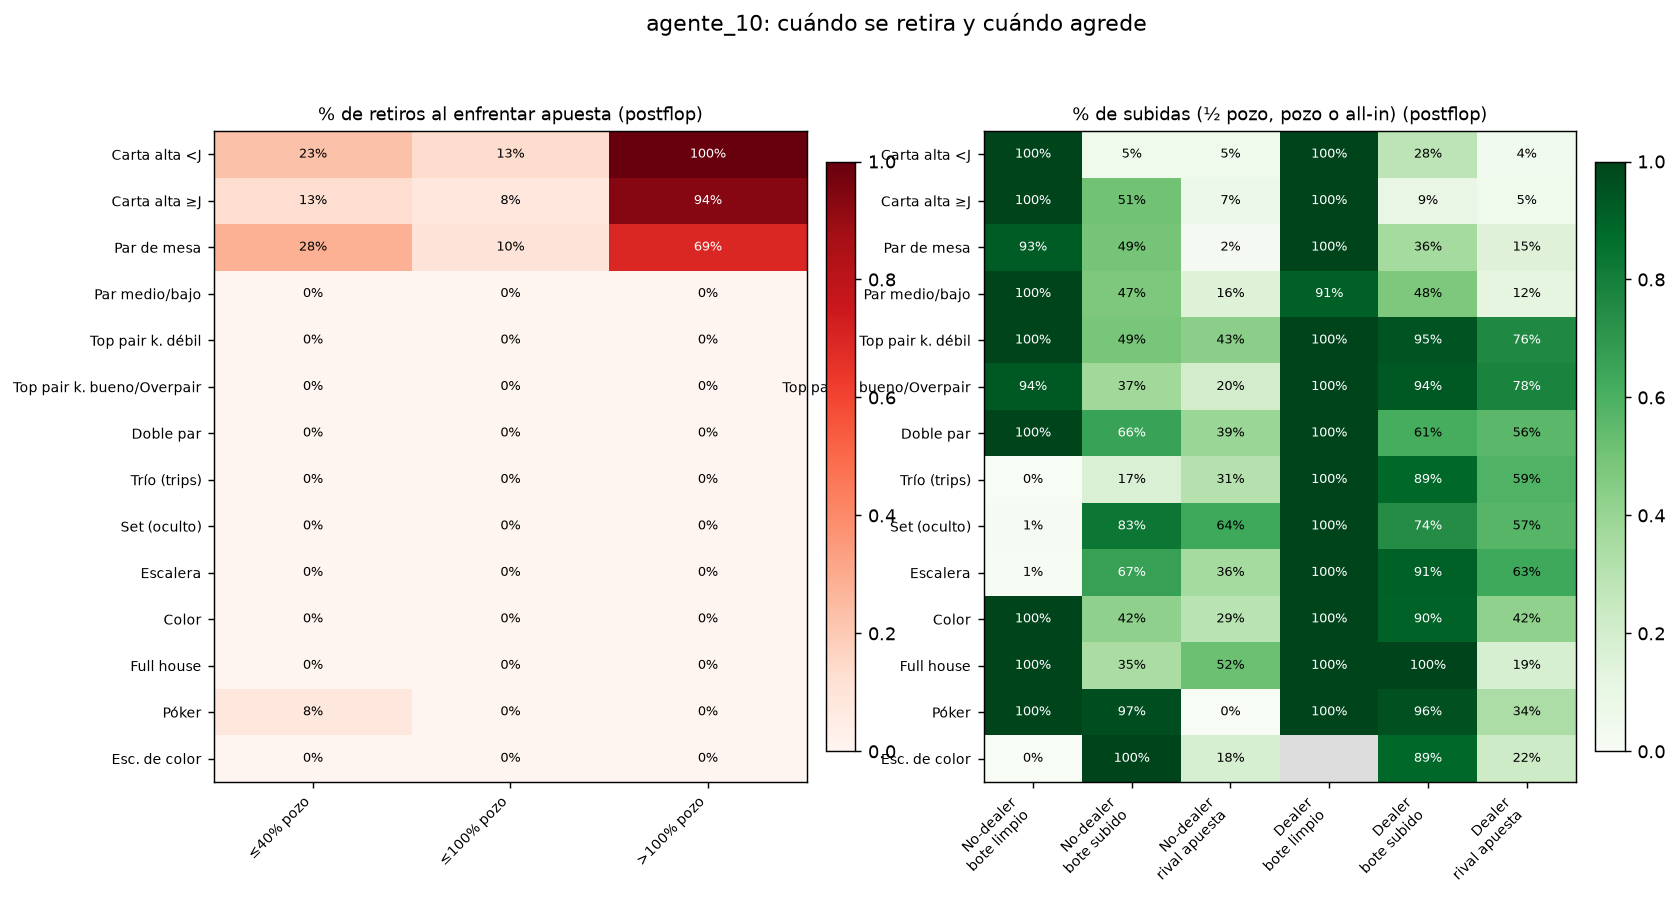 agente_10: cuándo se retira y cuándo agrede
% de retiros al enfrentar apuesta (postflop)
Carta alta <J 23% 13% 100%
Carta alta ≥J 13% 8% 94%
Par de mesa 28% 10% 69%
Par medio/bajo 0% 0% 0%
Top pair k. débil 0% 0% 0%
Top pair k. bueno/Overpair 0% 0% 0%
Doble par 0% 0% 0%
Trío (trips) 0% 0% 0%
Set (oculto) 0% 0% 0%
Escalera 0% 0% 0%
Color 0% 0% 0%
Full house 0% 0% 0%
Póker 8% 0% 0%
Esc. de color 0% 0% 0%
≤40% pozo
≤100% pozo
>100% pozo
1.0
0.8
0.6
0.4
0.2
0.0
% de subidas (½ pozo, pozo o all-in) (postflop)
Carta alta <J 100% 5% 5% 100% 28% 4%
Carta alta ≥J 100% 51% 7% 100% 9% 5%
Par de mesa 93% 49% 2% 100% 36% 15%
Par medio/bajo 100% 47% 16% 91% 48% 12%
Top pair k. débil 100% 49% 43% 100% 95% 76%
Top pair k. bueno/Overpair 94% 37% 20% 100% 94% 78%
Doble par 100% 66% 39% 100% 61% 56%
Trío (trips) 0% 17% 31% 100% 89% 59%
Set (oculto) 1% 83% 64% 100% 74% 57%
Escalera 1% 67% 36% 100% 91% 63%
Color 100% 42% 29% 100% 90% 42%
Full house 100% 35% 52% 100% 100% 19%
Póker 100% 97% 0% 100% 96% 34%
Esc. de color 0% 100% 18% 89% 22%
No-dealer
bote limpio
No-dealer
bote subido
No-dealer
rival apuesta
Dealer
bote limpio
Dealer
bote subido
Dealer
rival apuesta
1.0
0.8
0.6
0.4
0.2
0.0